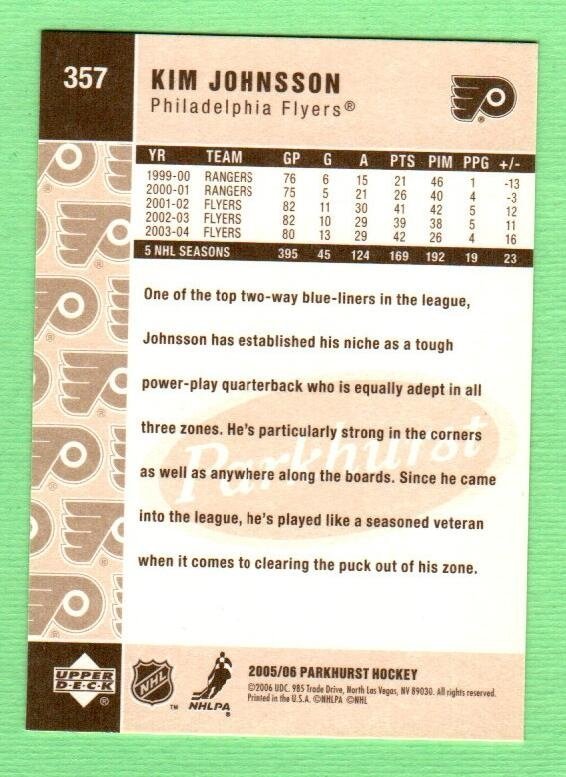 357
KIM JOHNSSON
Philadelphia Flyers®
YR TEAM GP G A PTS PIM PPG +/-
1999-00 RANGERS 76 6 15 21 46 1 -13
2000-01 RANGERS 75 5 21 26 40 4 -3
2001-02 FLYERS 82 11 30 41 42 5 12
2002-03 FLYERS 82 10 29 39 38 5 11
2003-04 FLYERS 80 13 29 42 26 4 16
5 NHL SEASONS 395 45 124 169 192 19 23
One of the top two-way blue-liners in the league,
Johnsson has established his niche as a tough
power-play quarterback who is equally adept in all
three zones. He's particularly strong in the corners
Parkhurst
as well as anywhere along the boards. Since he came
into the league, he's played like a seasoned veteran
when it comes to clearing the puck out of his zone.
UPPER
D·E·C·K
®
NHL
TM
NHLPA®
2005/06 PARKHURST HOCKEY
©2006 UDC. 985 Trade Drive, North Las Vegas, NV 89030. All rights reserved.
Printed in the U.S.A. ©NHLPA ©NHL